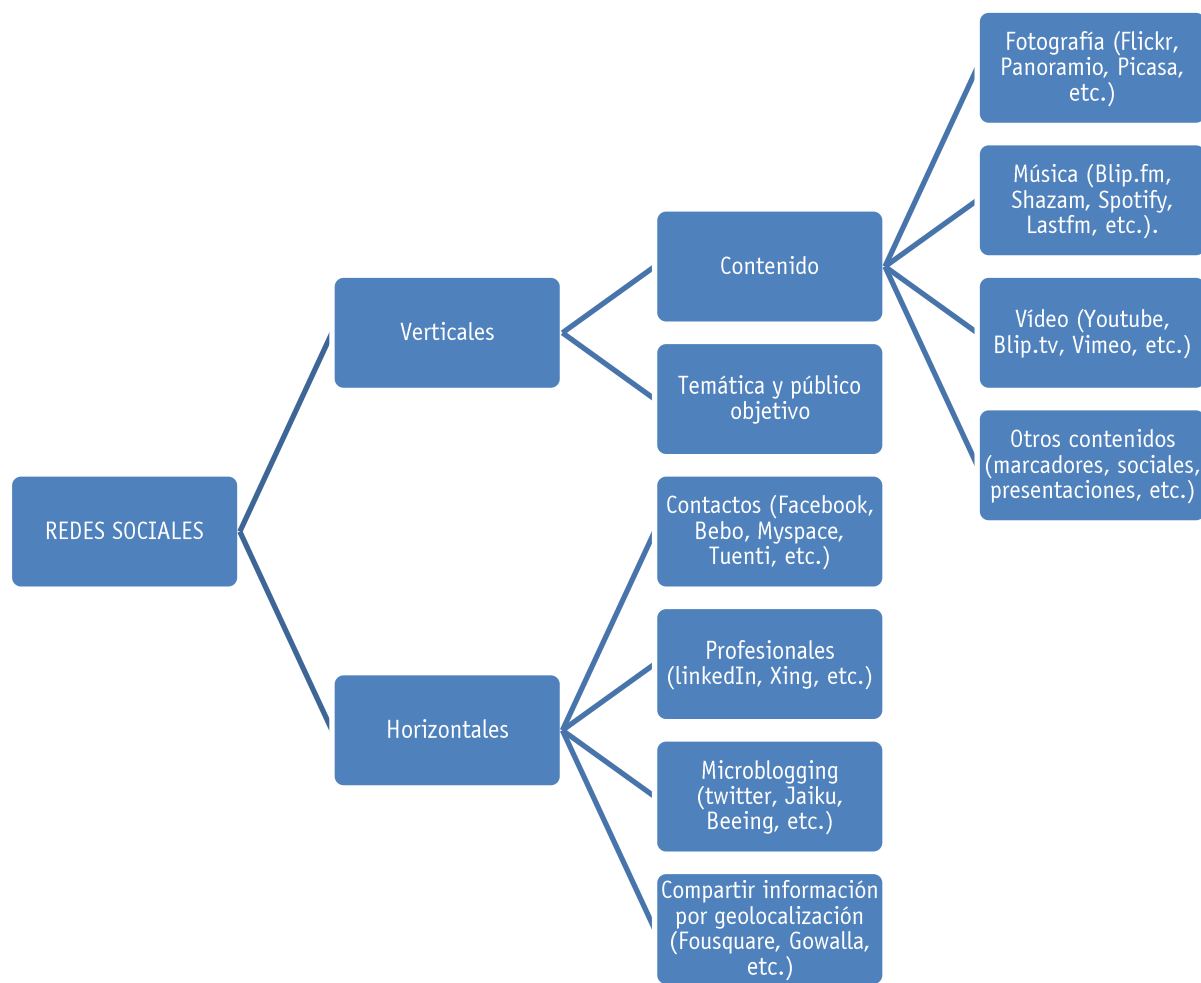 REDES SOCIALES
Verticales
Contenido
Fotografía (Flickr,
Panoramio, Picasa,
etc.)
Música (Blip.fm,
Shazam, Spotify,
Lastfm, etc.).
Vídeo (Youtube,
Blip.tv, Vimeo, etc.)
Otros contenidos
(marcadores, sociales,
presentaciones, etc.)
Temática y público
objetivo
Horizontales
Contactos (Facebook,
Bebo, Myspace,
Tuenti, etc.)
Profesionales
(linkedIn, Xing, etc.)
Microblogging
(twitter, Jaiku,
Beeing, etc.)
Compartir información
por geolocalización
(Fousquare, Gowalla,
etc.)